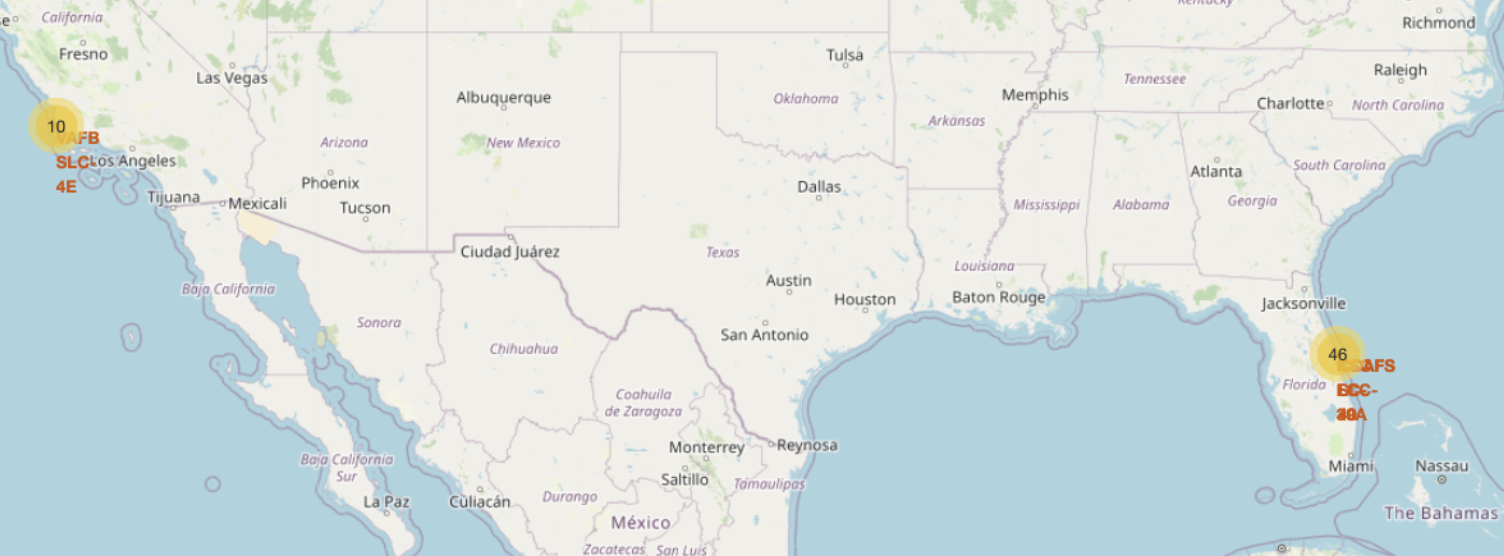 Kentucky
Richmond
California
se
Fresno
Las Vegas
Tulsa
Albuquerque
Oklahoma
Memphis
Tennessee
Raleigh
Charlotte
North Carolina
Arkansas
10
VAFB
SLC-
4E
Los Angeles
Arizona
New Mexico
Atlanta
South Carolina
Phoenix
Dallas
Tijuana
Mexicali
Tucson
Mississippi
Alabama
Georgia
Ciudad Juárez
Texas
Louisiana
Austin
Baton Rouge
Baja California
Houston
Jacksonville
Sonora
San Antonio
Chihuahua
46
AFS
Florida
Coahuila
de Zaragoza
Monterrey
Reynosa
Baja California
Sur
Saltillo
Tamaulipas
Miami
Nassau
La Paz
Culiacán
Durango
México
The Bahamas
Zacatecas
San Luis